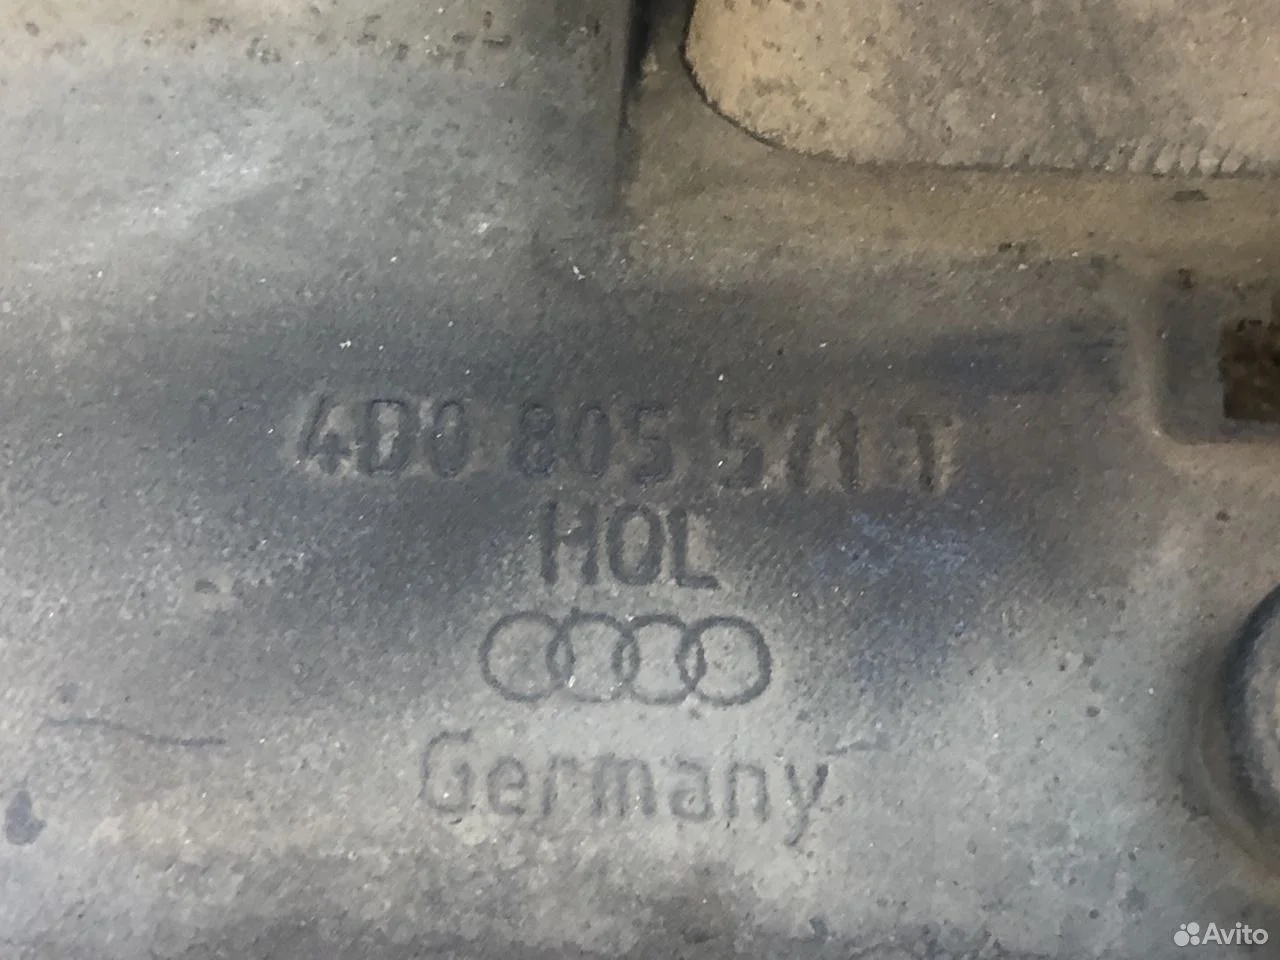 4D0 805 571 T
HOL
Germany
Avito